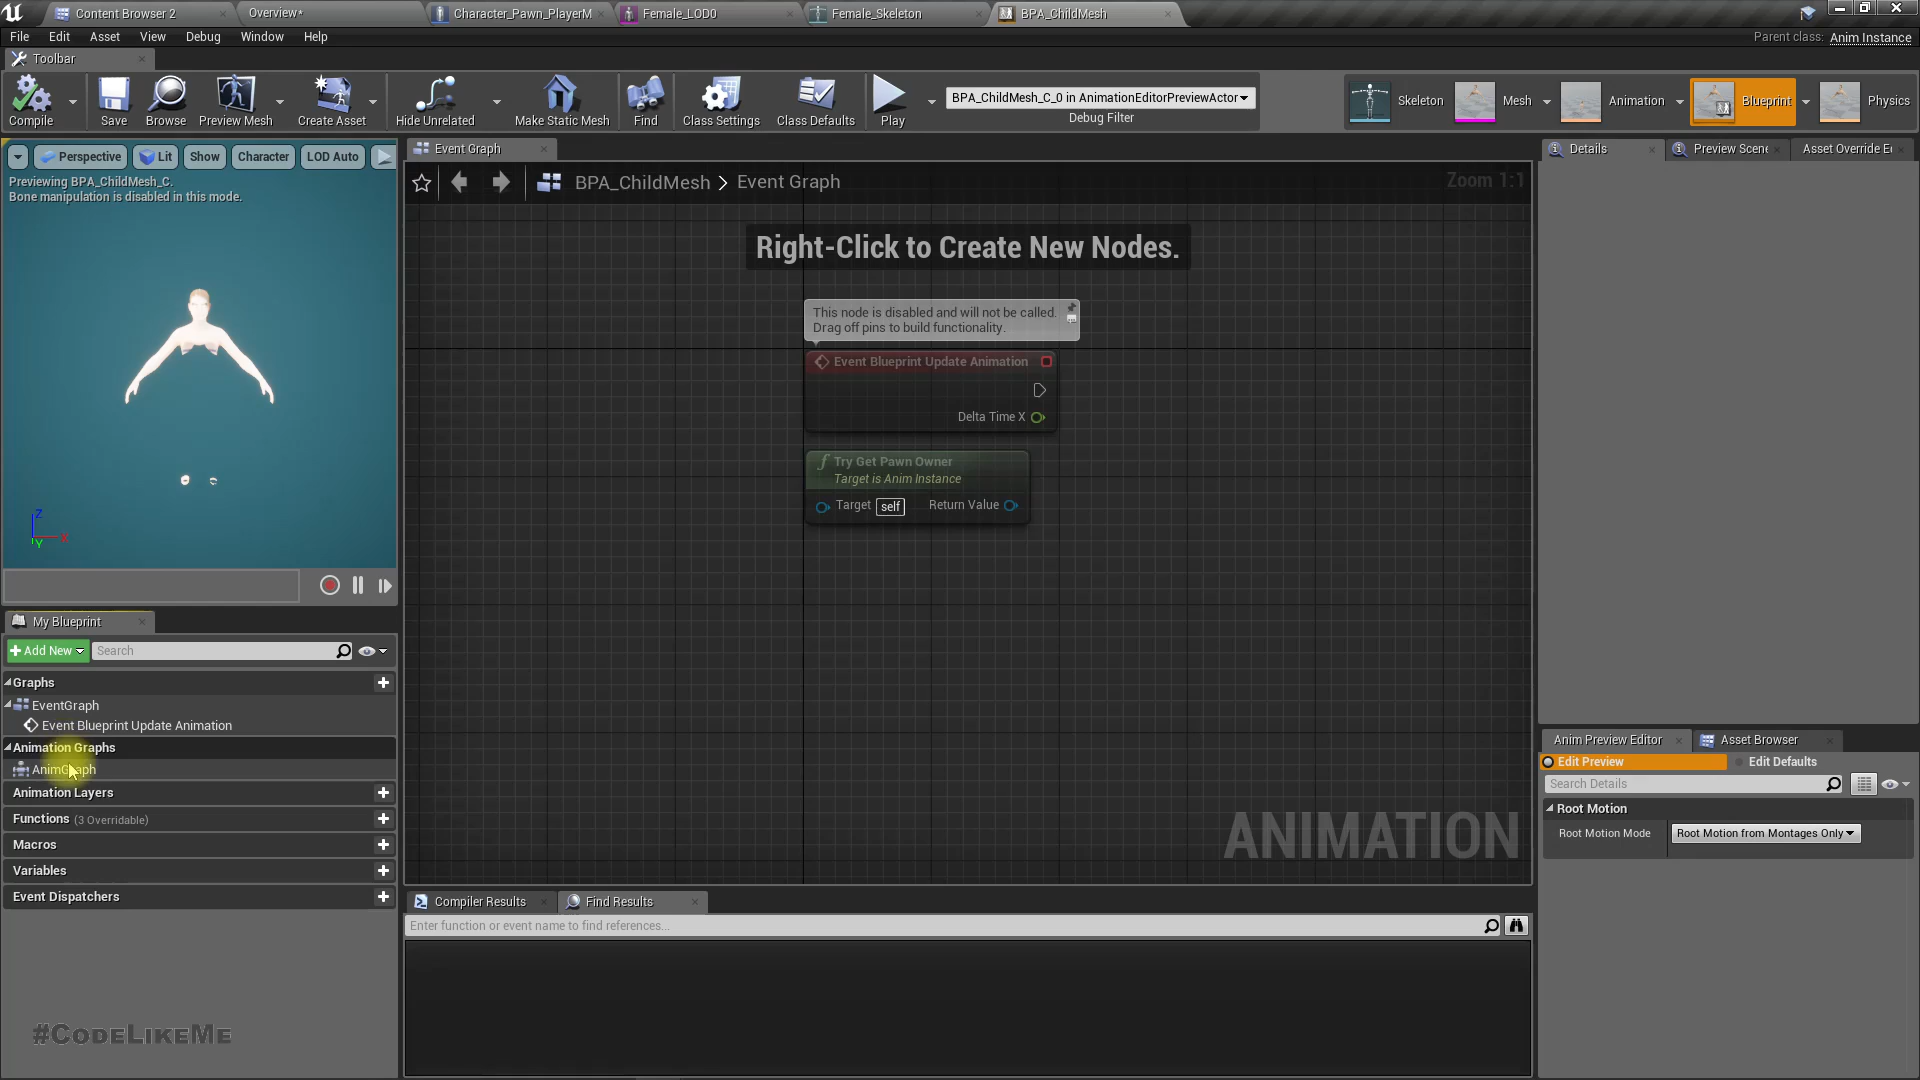 Content Browser 2
Overview*
Character_Pawn_PlayerM
Female_LOD0
Female_Skeleton
BPA_ChildMesh
File Edit Asset View Debug Window Help
Parent class: Anim Instance
Toolbar
Compile
Save
Browse
Preview Mesh
Create Asset
Hide Unrelated
Make Static Mesh
Find
Class Settings
Class Defaults
Play
BPA_ChildMesh_C_0 in AnimationEditorPreviewActor
Debug Filter
Skeleton
Mesh
Animation
Blueprint
Physics
Perspective
Lit
Show
Character
LOD Auto
Previewing BPA_ChildMesh_C.
Bone manipulation is disabled in this mode.
Z
X
Y
Event Graph
BPA_ChildMesh > Event Graph
Zoom 1:1
Right-Click to Create New Nodes.
This node is disabled and will not be called.
Drag off pins to build functionality.
Event Blueprint Update Animation
Delta Time X
f Try Get Pawn Owner
Target is Anim Instance
Target self
Return Value
ANIMATION
My Blueprint
+ Add New
Search
Graphs
EventGraph
Event Blueprint Update Animation
Animation Graphs
AnimGraph
Animation Layers
Functions (3 Overridable)
Macros
Variables
Event Dispatchers
#CodeLikeMe
Compiler Results
Find Results
Enter function or event name to find references...
Details
Preview Scene
Asset Override E
Anim Preview Editor
Asset Browser
Edit Preview
Edit Defaults
Search Details
Root Motion
Root Motion Mode
Root Motion from Montages Only